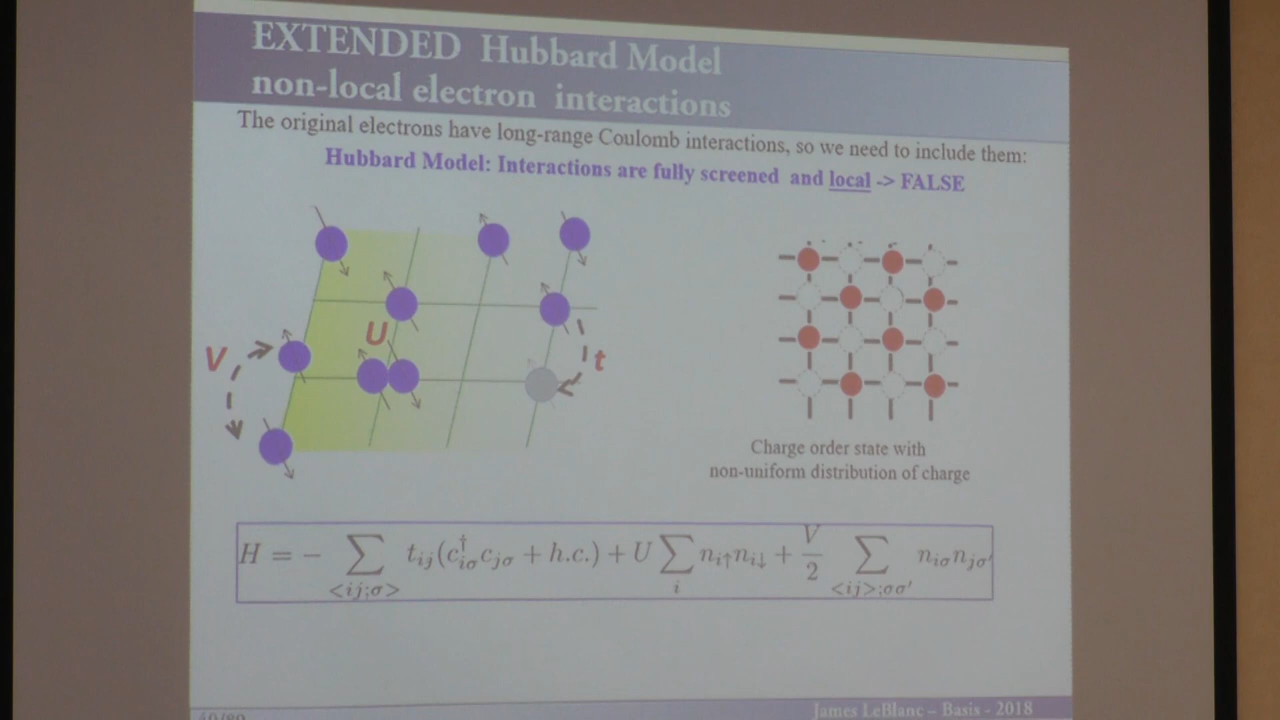 EXTENDED Hubbard Model
non-local electron interactions
The original electrons have long-range Coulomb interactions, so we need to include them:
Hubbard Model: Interactions are fully screened and local -> FALSE
U
V
t
Charge order state with
non-uniform distribution of charge
H = - ∑_{<ij;σ>} t_{ij}(c^†_{iσ}c_{jσ} + h.c.) + U ∑_i n_{i↑}n_{i↓} + V/2 ∑_{<ij>;σσ'} n_{iσ}n_{jσ'}
James LeBlanc – Basis - 2018